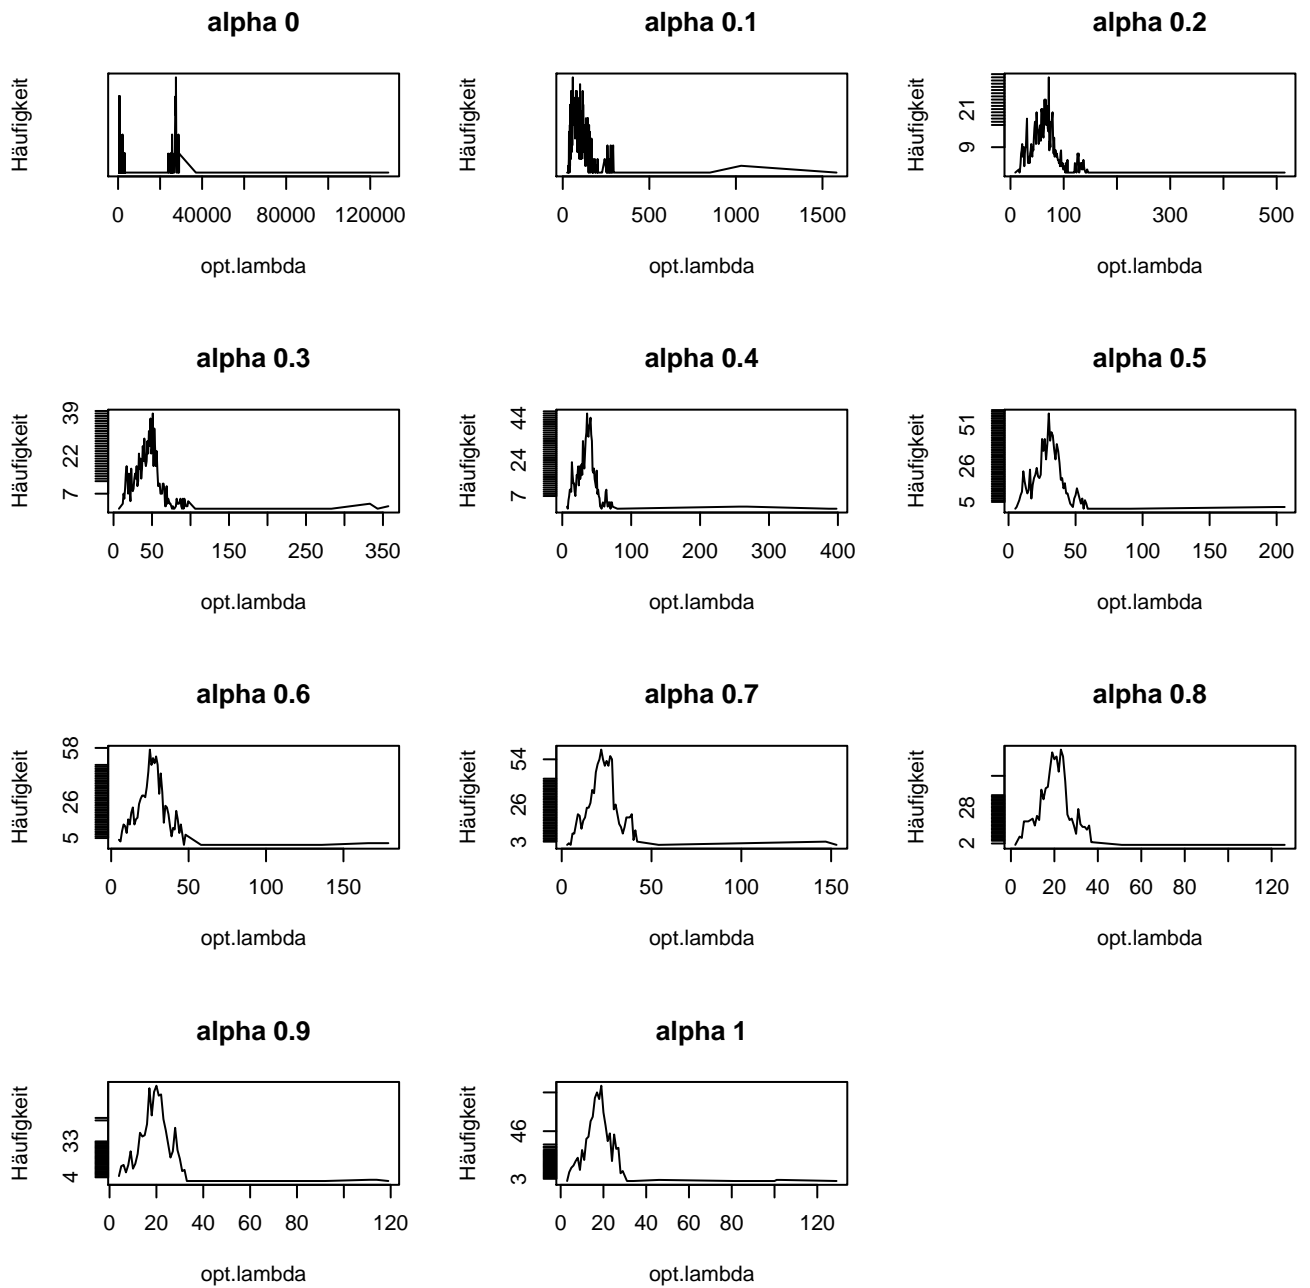 alpha 0
Häufigkeit
0 40000 80000 120000
opt.lambda
alpha 0.1
Häufigkeit
0 500 1000 1500
opt.lambda
alpha 0.2
Häufigkeit
9 21
0 100 300 500
opt.lambda
alpha 0.3
Häufigkeit
7 22 39
0 50 150 250 350
opt.lambda
alpha 0.4
Häufigkeit
7 24 44
0 100 200 300 400
opt.lambda
alpha 0.5
Häufigkeit
5 26 51
0 50 100 150 200
opt.lambda
alpha 0.6
Häufigkeit
5 26 58
0 50 100 150
opt.lambda
alpha 0.7
Häufigkeit
3 26 54
0 50 100 150
opt.lambda
alpha 0.8
Häufigkeit
2 28
0 20 40 60 80 120
opt.lambda
alpha 0.9
Häufigkeit
4 33
0 20 40 60 80 120
opt.lambda
alpha 1
Häufigkeit
3 46
0 20 40 60 80 120
opt.lambda